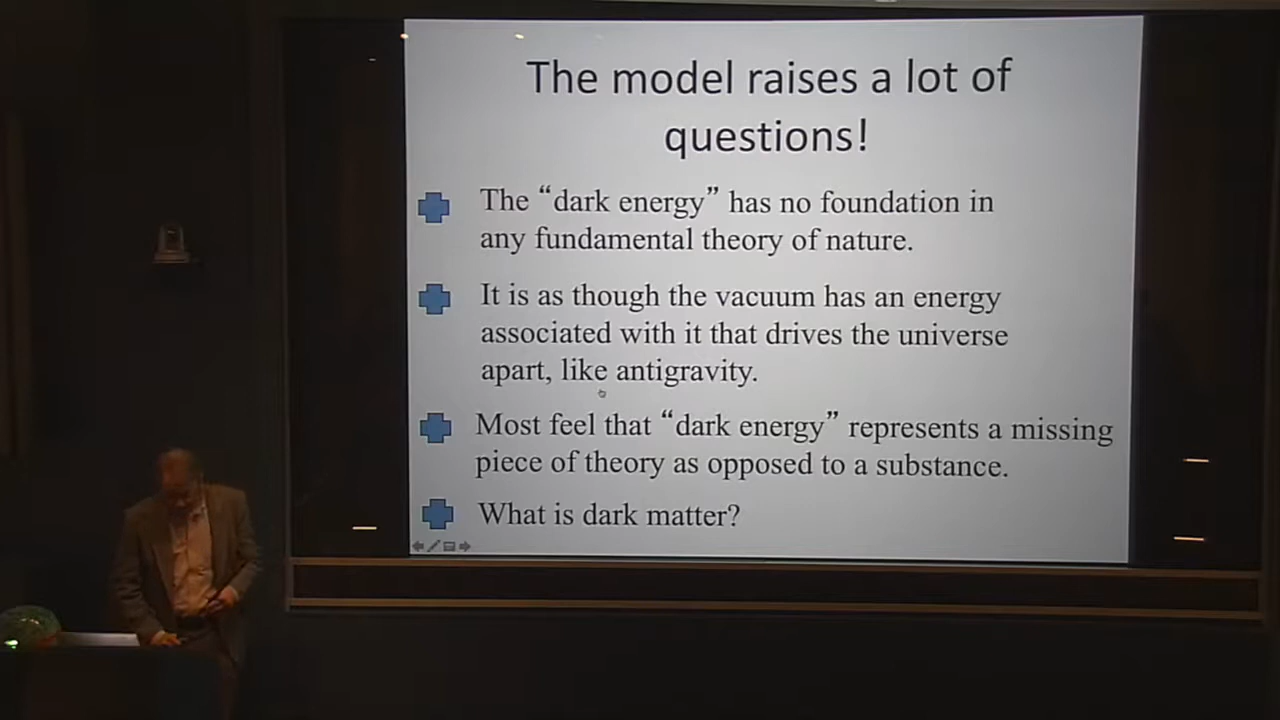 The model raises a lot of
questions!
The “dark energy” has no foundation in
any fundamental theory of nature.
It is as though the vacuum has an energy
associated with it that drives the universe
apart, like antigravity.
Most feel that “dark energy” represents a missing
piece of theory as opposed to a substance.
What is dark matter?